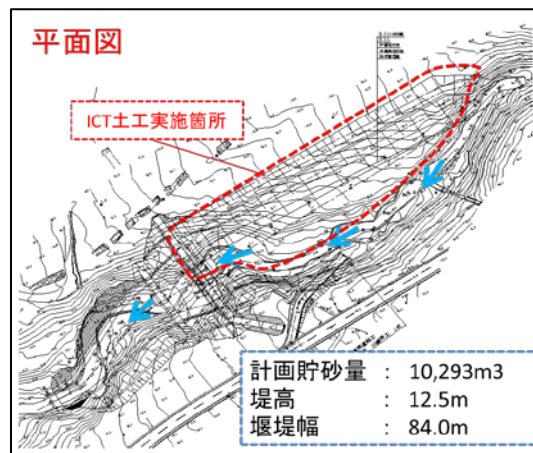 平面図
ICT土工実施箇所
計画貯砂量 : 10,293m3
堤高 : 12.5m
堰堤幅 : 84.0m